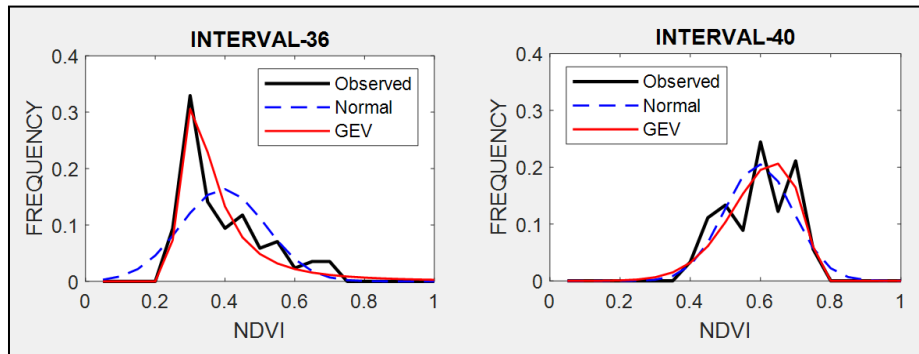 INTERVAL-36
0.4
0.3
0.2
0.1
0
FREQUENCY
Observed
Normal
GEV
0 0.2 0.4 0.6 0.8 1
NDVI
INTERVAL-40
0.4
0.3
0.2
0.1
0
FREQUENCY
Observed
Normal
GEV
0 0.2 0.4 0.6 0.8 1
NDVI